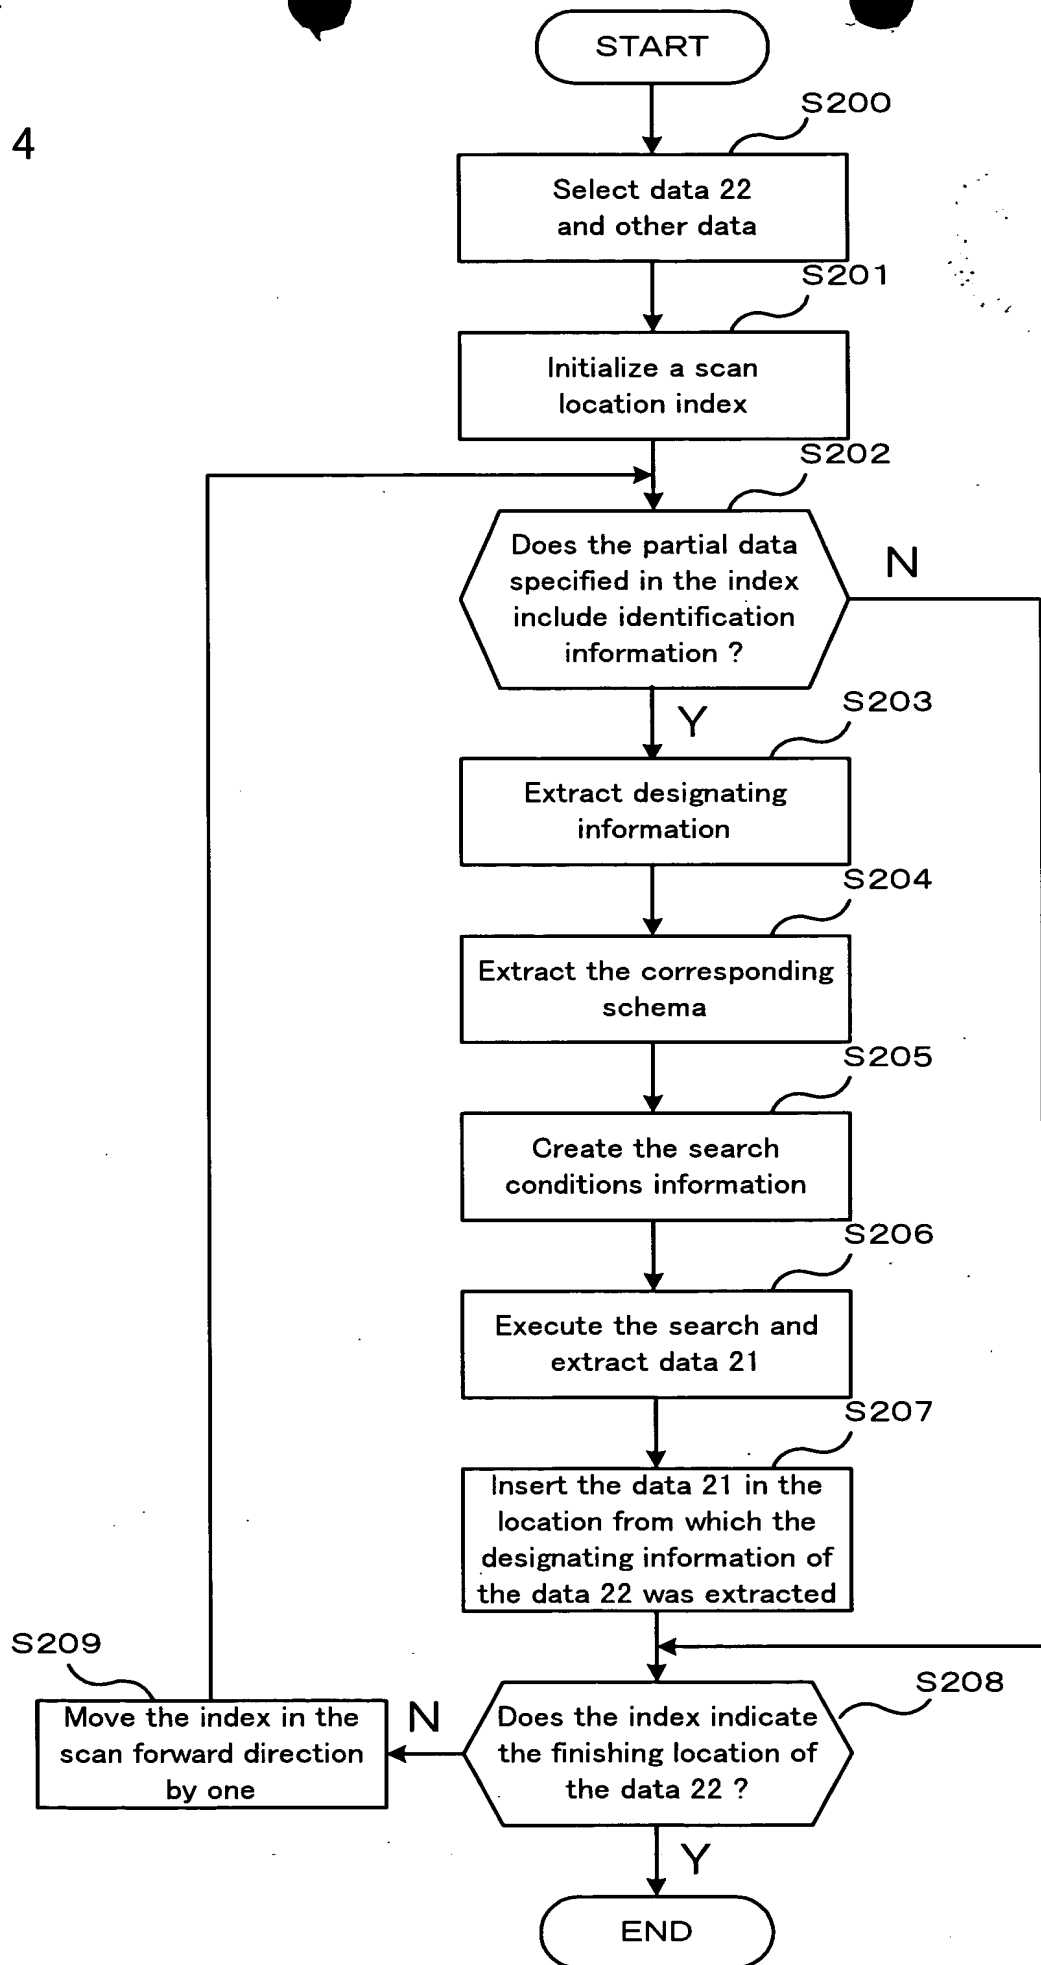 START
S200
4
Select data 22
and other data
S201
Initialize a scan
location index
S202
Does the partial data
specified in the index
include identification
information ?
N
Y
S203
Extract designating
information
S204
Extract the corresponding
schema
S205
Create the search
conditions information
S206
Execute the search and
extract data 21
S207
Insert the data 21 in the
location from which the
designating information of
the data 22 was extracted
S209
S208
Move the index in the
scan forward direction
by one
N
Does the index indicate
the finishing location of
the data 22 ?
Y
END